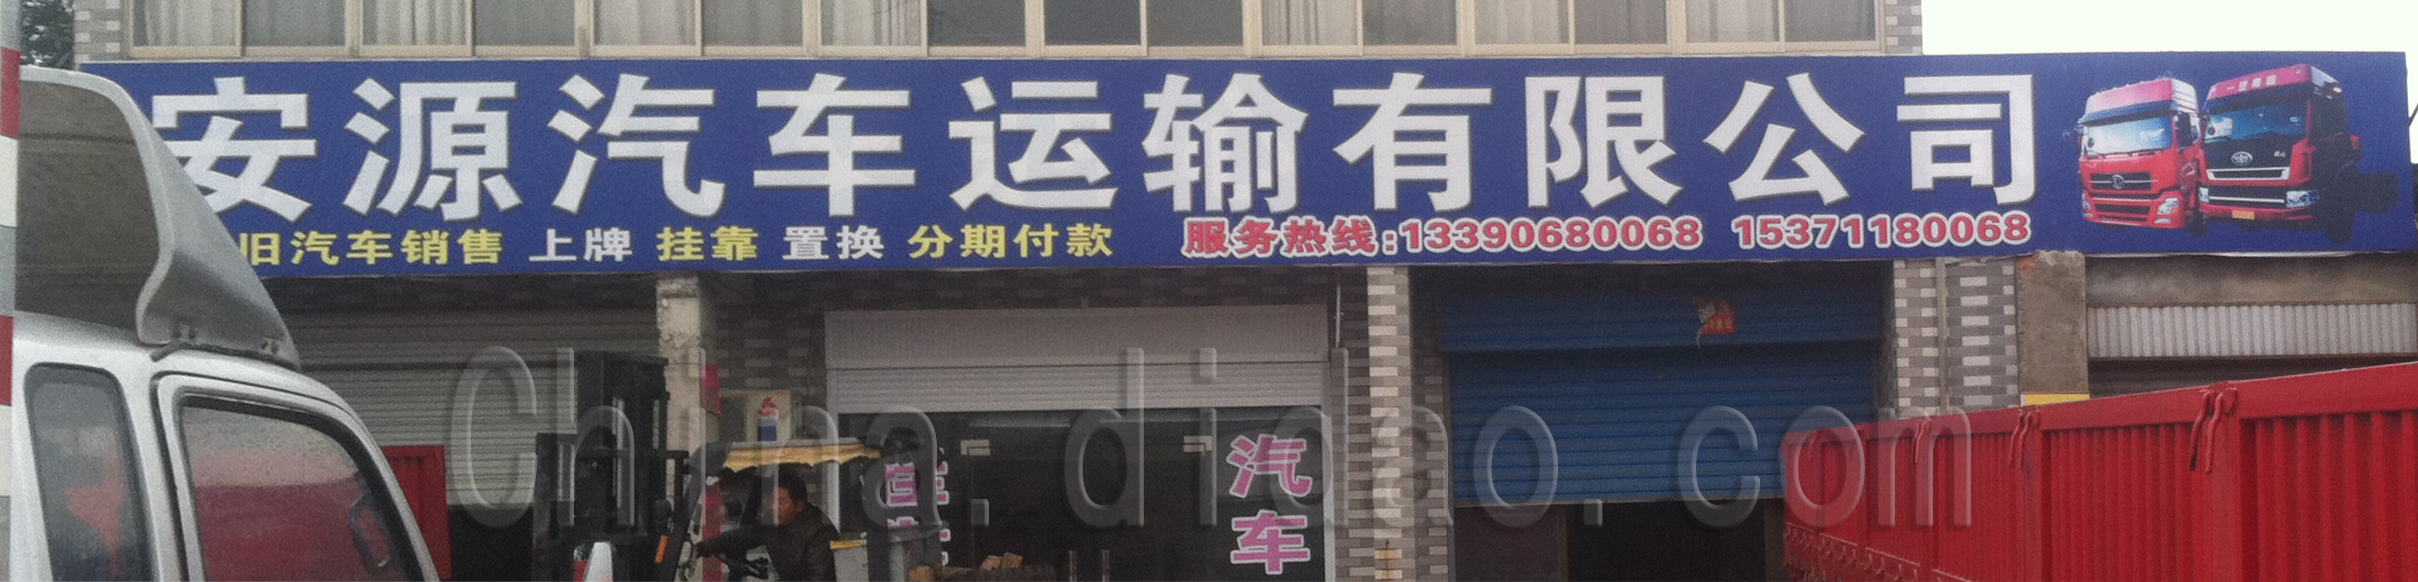 安源汽车运输有限公司
旧汽车销售 上牌 挂靠 置换 分期付款 服务热线:13390680068 15371180068
汽车
China.didao.com